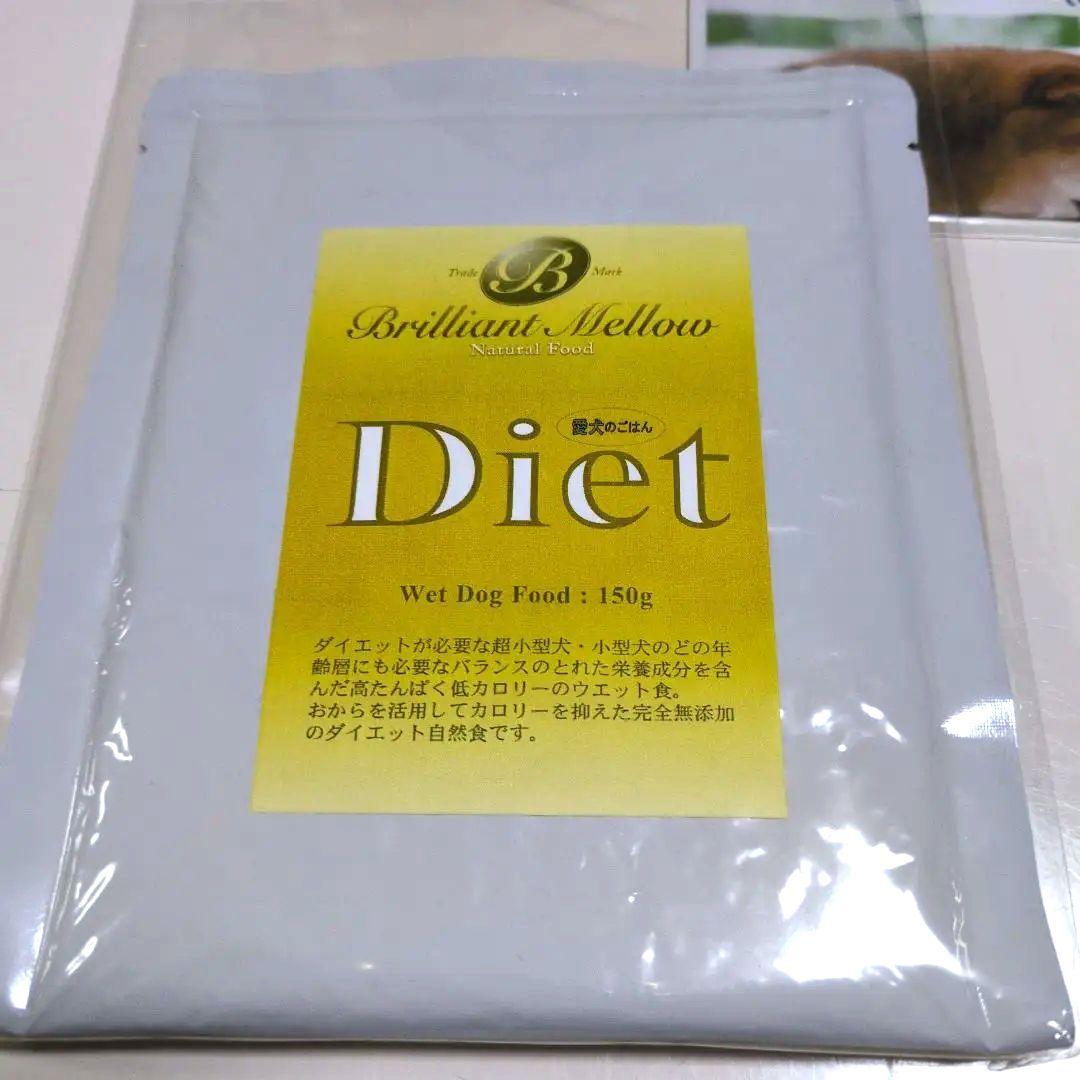 Trade B Mark
Brilliant Mellow
Natural Food
愛犬のごはん
Diet
Wet Dog Food : 150g
ダイエットが必要な超小型犬・小型犬のどの年
齢層にも必要なバランスのとれた栄養成分を含
んだ高たんぱく低カロリーのウエット食。
おからを活用してカロリーを抑えた完全無添加
のダイエット自然食です。